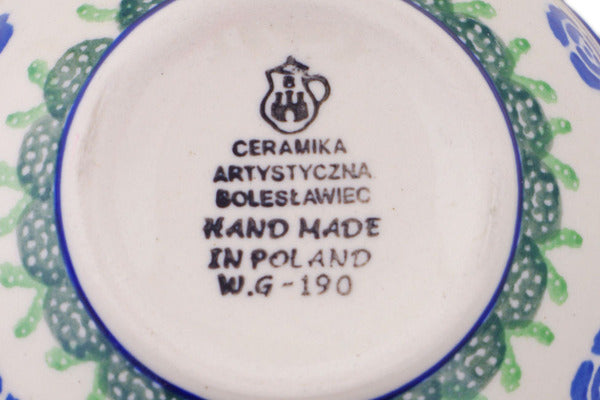 CERAMIKA
ARTYSTYCZNA
BOLESŁAWIEC
HAND MADE
IN POLAND
W.G-190